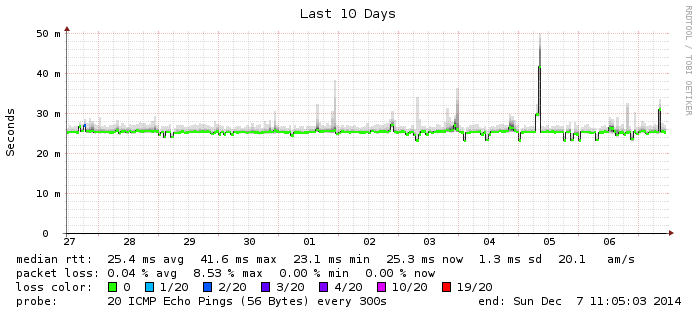 Last 10 Days
RRDTOOL / TOBI OETIKER
Seconds
50 m
40 m
30 m
20 m
10 m
0
27 28 29 30 01 02 03 04 05 06
median rtt: 25.4 ms avg 41.6 ms max 23.1 ms min 25.3 ms now 1.3 ms sd 20.1 am/s
packet loss: 0.04 % avg 8.53 % max 0.00 % min 0.00 % now
loss color: 0 1/20 2/20 3/20 4/20 10/20 19/20
probe: 20 ICMP Echo Pings (56 Bytes) every 300s end: Sun Dec 7 11:05:03 2014